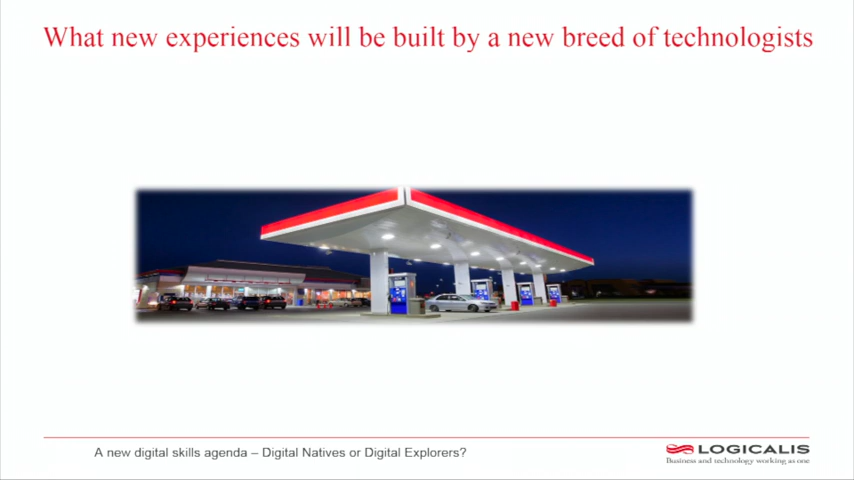 What new experiences will be built by a new breed of technologists
A new digital skills agenda – Digital Natives or Digital Explorers?
LOGICALIS
Business and technology working as one